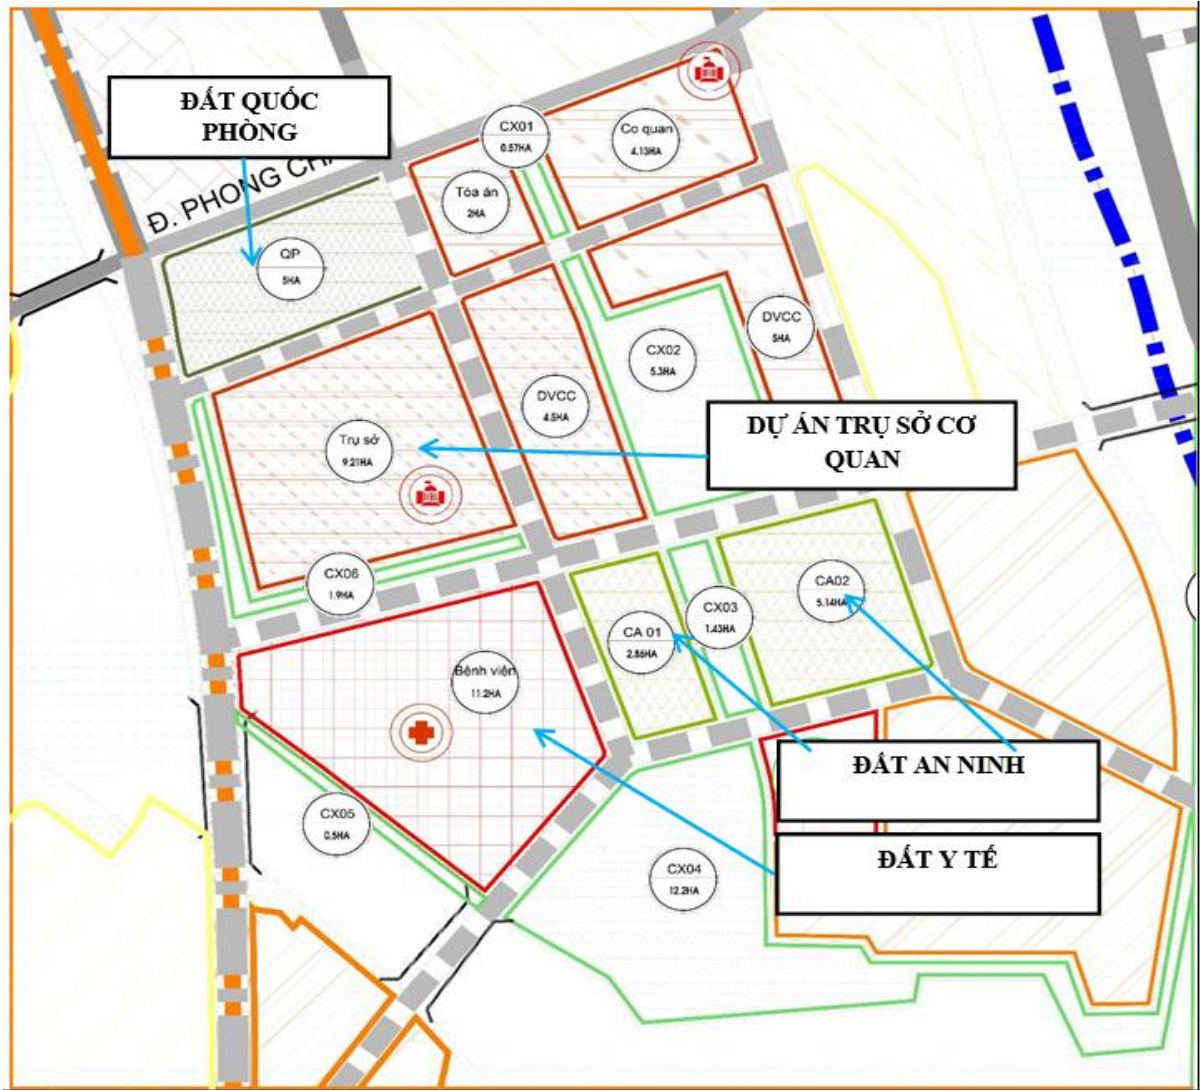 ĐẤT QUỐC
PHÒNG
CX01
0.57HA
Cơ quan
4.13HA
Đ. PHONG CH
Tòa án
2HA
QP
5HA
DVCC
5HA
CX02
5.3HA
DVCC
4.5HA
DỰ ÁN TRỤ SỞ CƠ
QUAN
Trụ sở
9.21HA
CX06
1.9HA
CA02
5.14HA
CX03
1.43HA
CA 01
2.86HA
Bệnh viện
11.2HA
ĐẤT AN NINH
CX05
0.5HA
ĐẤT Y TẾ
CX04
12.2HA